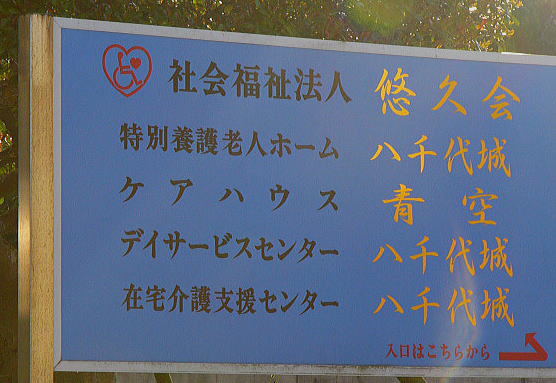 社会福祉法人 悠久会
特別養護老人ホーム 八千代城
ケアハウス 青空
デイサービスセンター 八千代城
在宅介護支援センター 八千代城
入口はこちらから